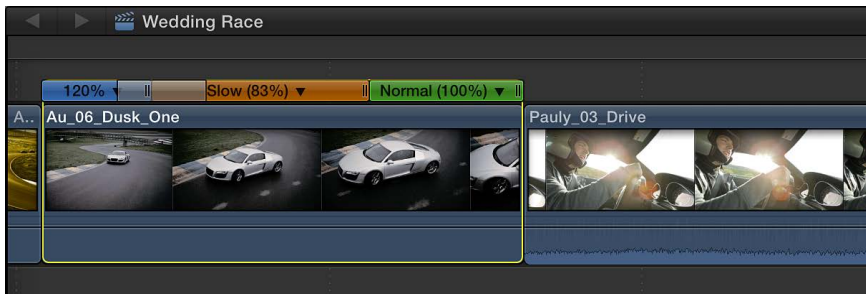 Wedding Race
120% Slow (83%) Normal (100%)
A.. Au_06_Dusk_One Pauly_03_Drive